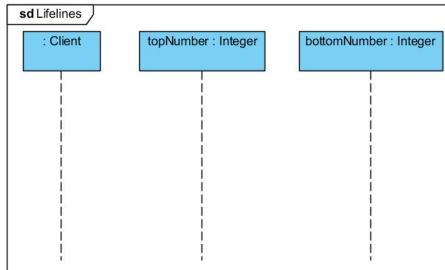 sd Lifelines
: Client
topNumber : Integer
bottomNumber : Integer